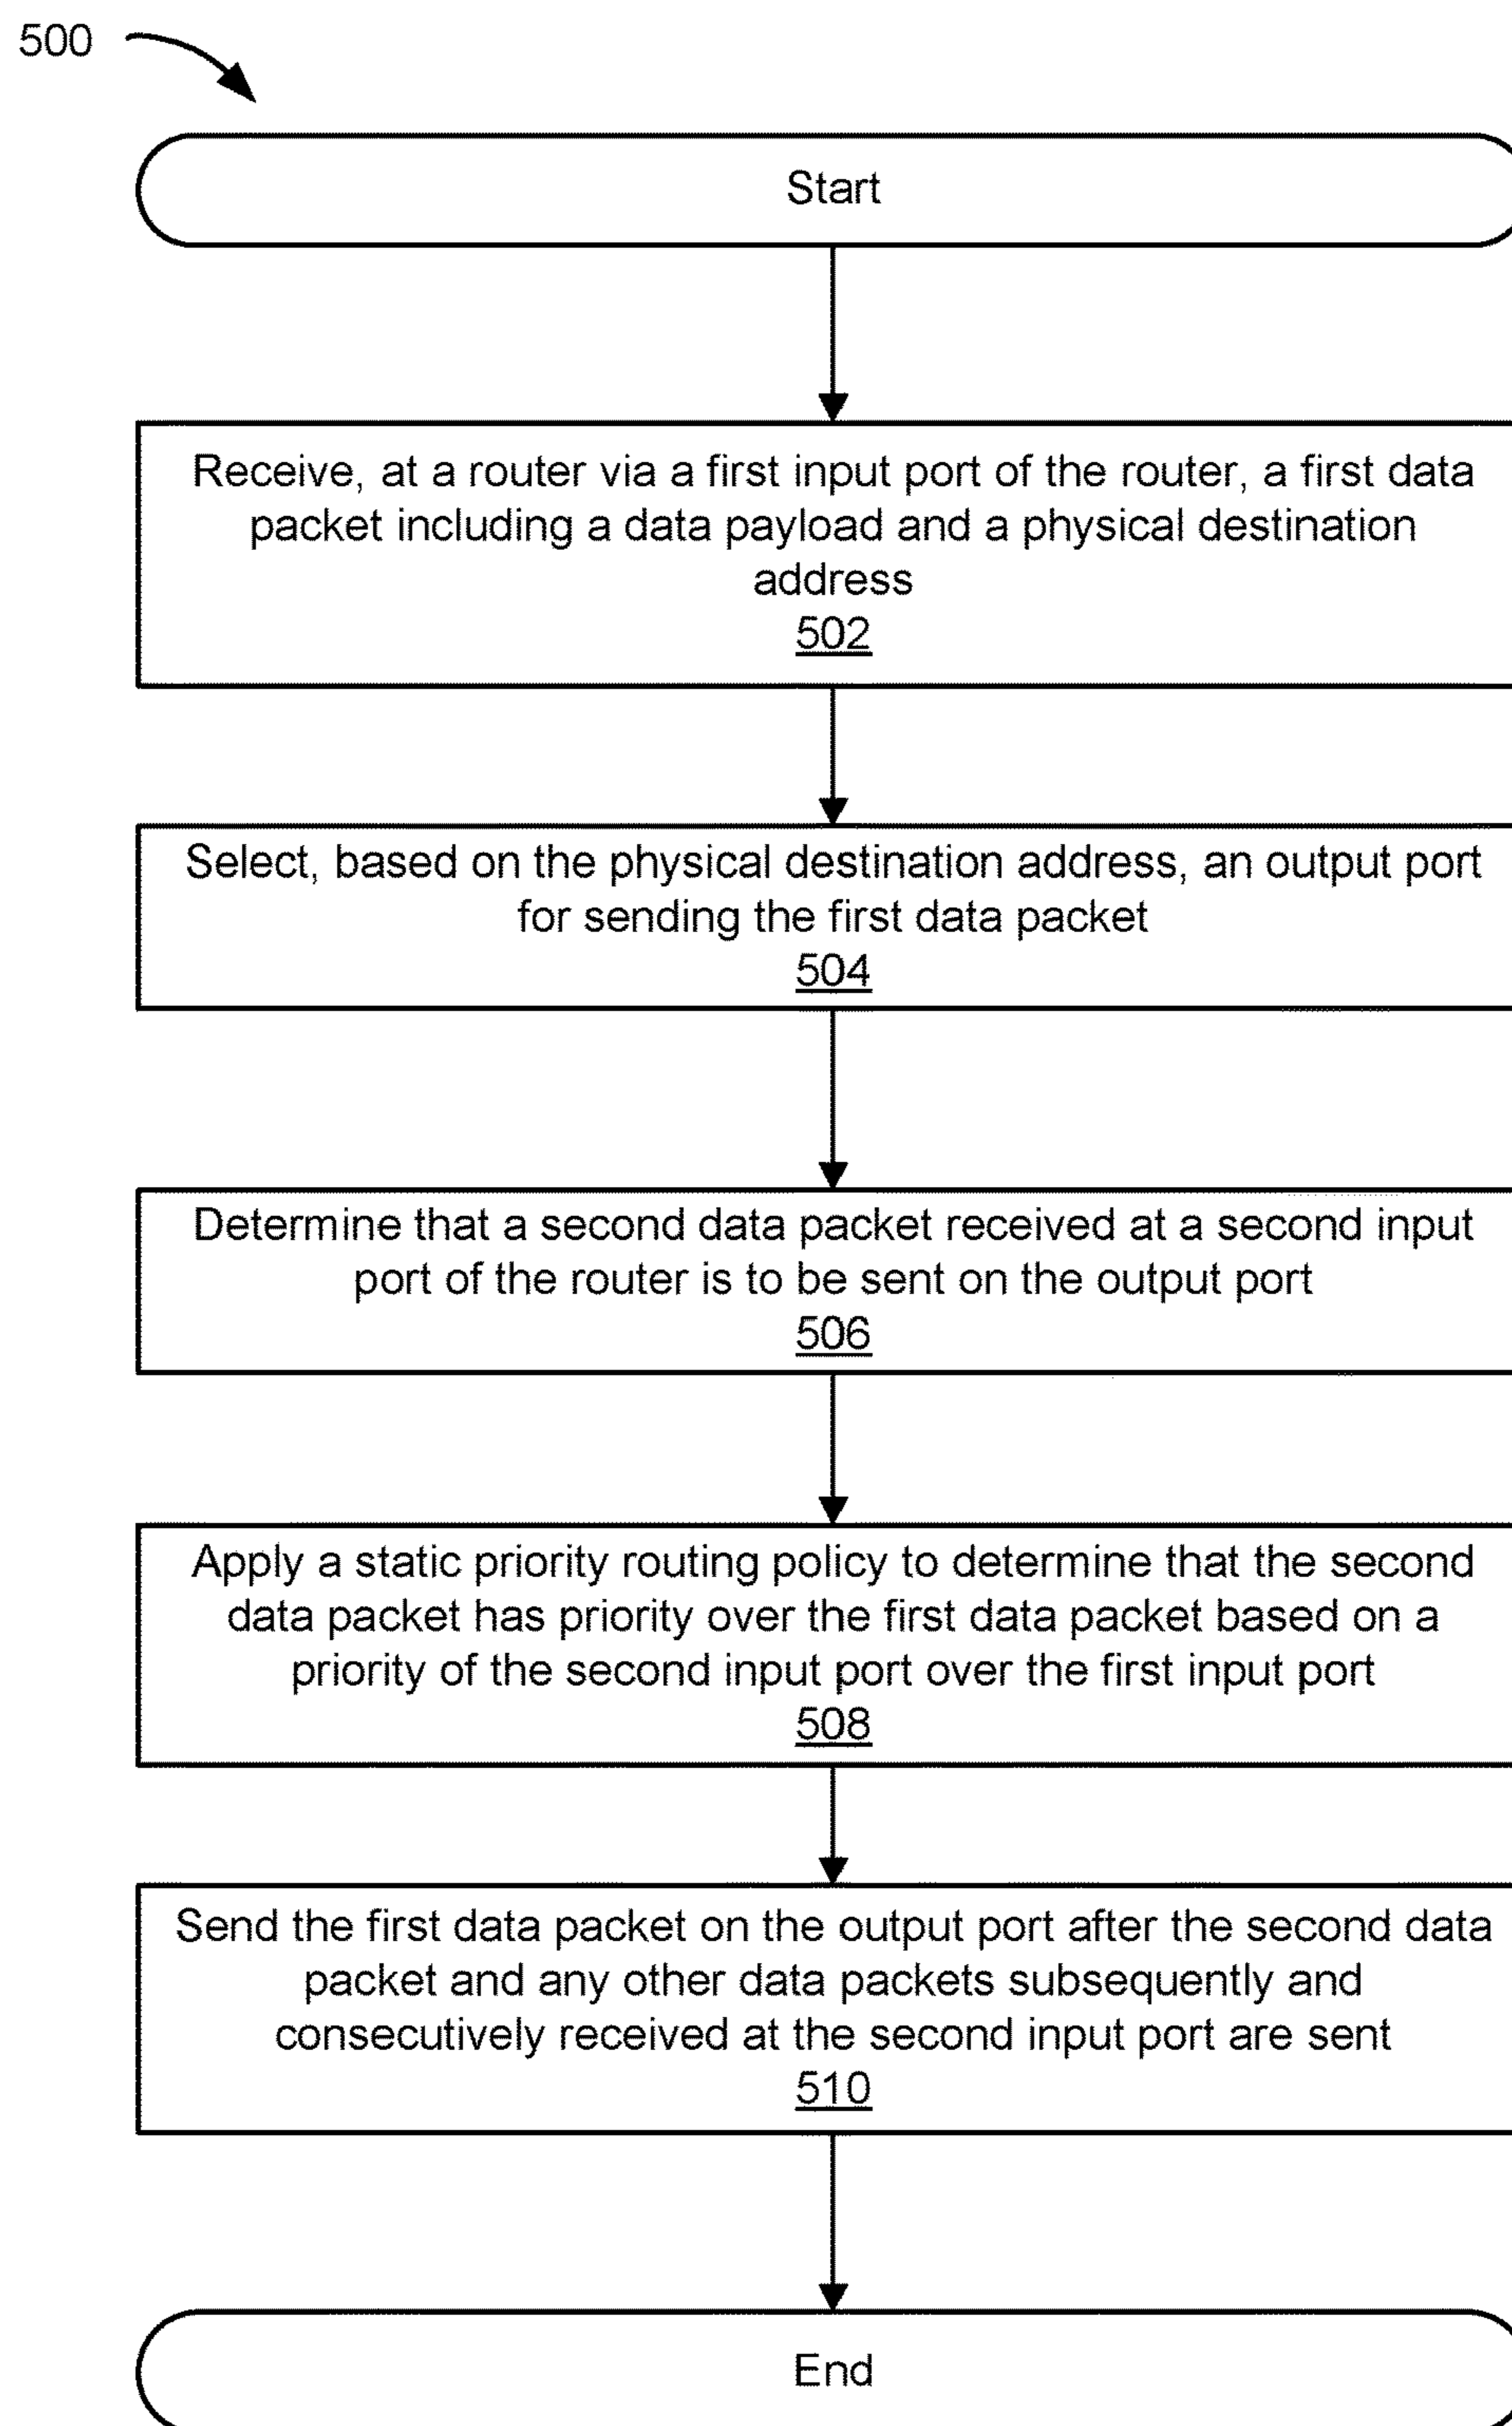 500
Start
Receive, at a router via a first input port of the router, a first data
packet including a data payload and a physical destination
address
502
Select, based on the physical destination address, an output port
for sending the first data packet
504
Determine that a second data packet received at a second input
port of the router is to be sent on the output port
506
Apply a static priority routing policy to determine that the second
data packet has priority over the first data packet based on a
priority of the second input port over the first input port
508
Send the first data packet on the output port after the second data
packet and any other data packets subsequently and
consecutively received at the second input port are sent
510
End